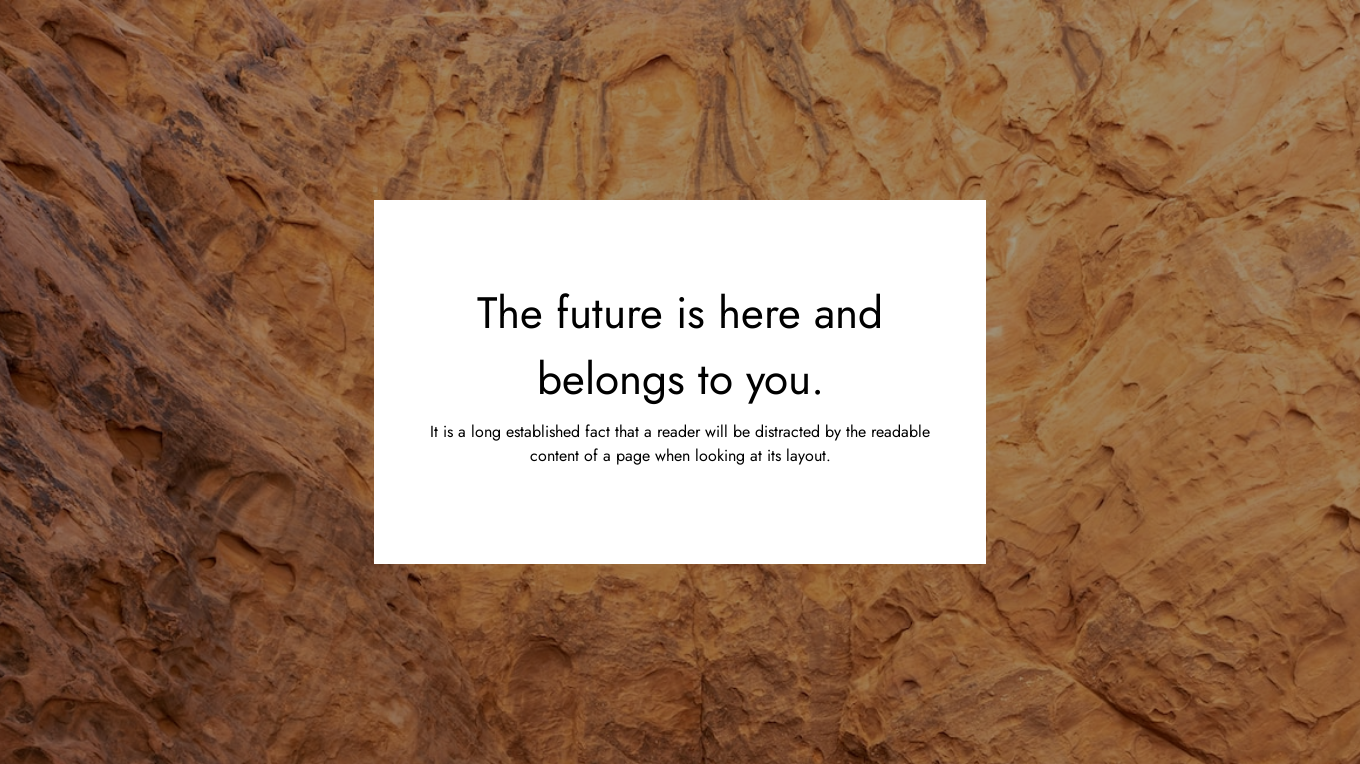 The future is here and
belongs to you.
It is a long established fact that a reader will be distracted by the readable
content of a page when looking at its layout.